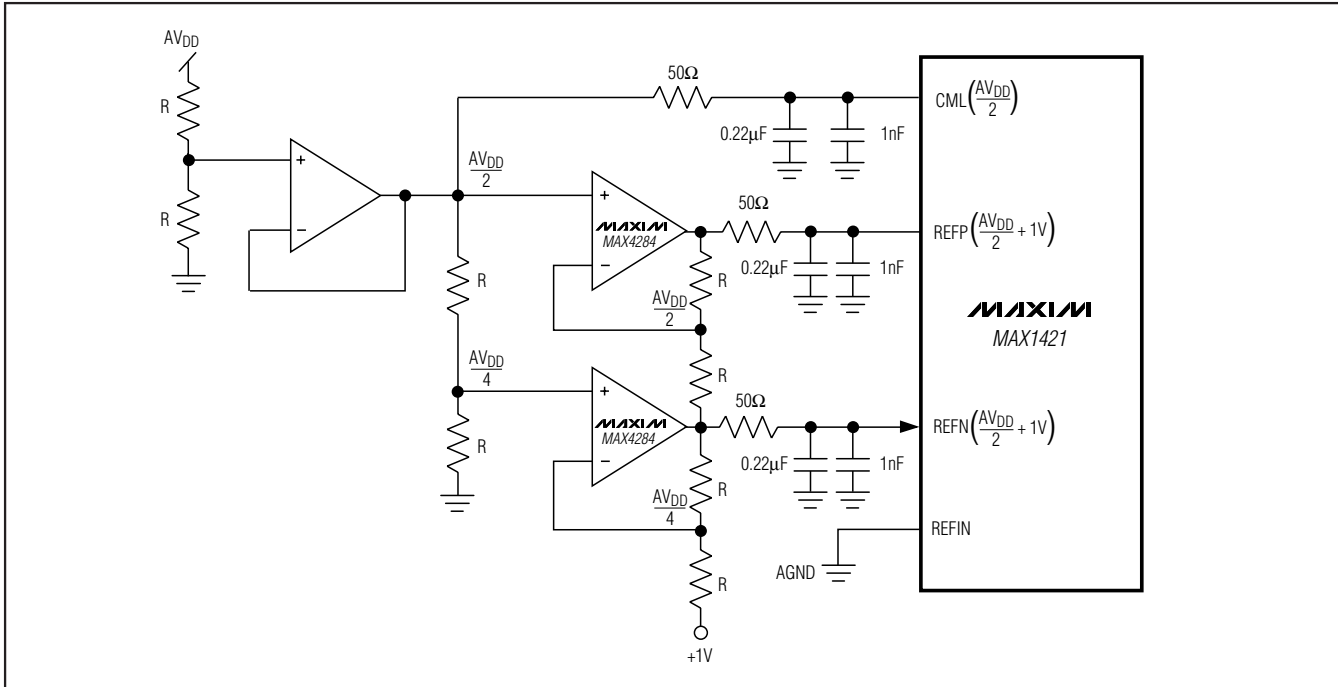 AVDD
R
R
+
−
AVDD
2
R
AVDD
4
R
+
MAXIM
MAX4284
−
AVDD
2
R
R
+
MAXIM
MAX4284
−
AVDD
4
R
R
+1V
50Ω
0.22µF
1nF
50Ω
0.22µF
1nF
50Ω
0.22µF
1nF
AGND
CML(AVDD/2)
REFP(AVDD/2 + 1V)
MAXIM
MAX1421
REFN(AVDD/2 + 1V)
REFIN